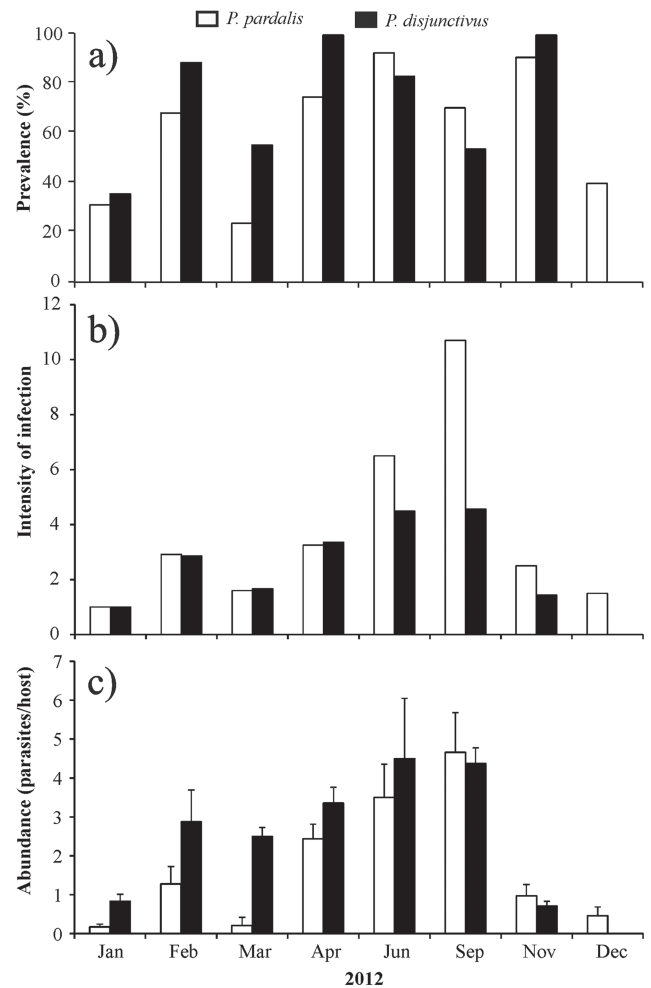 P. pardalis P. disjunctivus
a)
Prevalence (%)
100
80
60
40
20
0
b)
Intensity of infection
12
10
8
6
4
2
0
c)
Abundance (parasites/host)
7
6
5
4
3
2
1
0
Jan Feb Mar Apr Jun Sep Nov Dec
2012